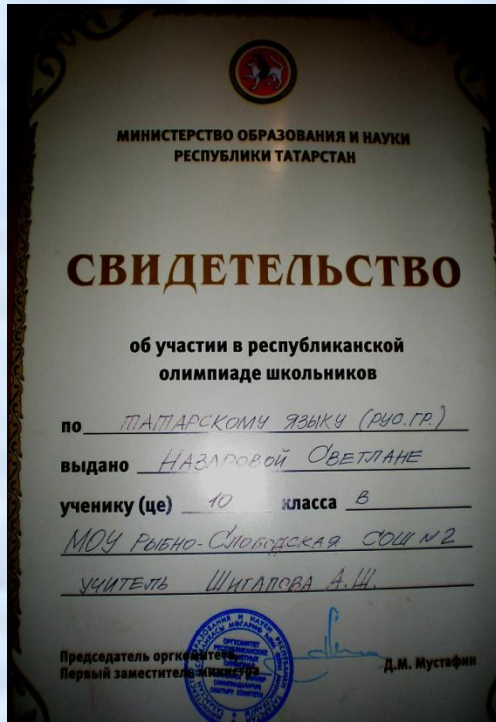 МИНИСТЕРСТВО ОБРАЗОВАНИЯ И НАУКИ
РЕСПУБЛИКИ ТАТАРСТАН
СВИДЕТЕЛЬСТВО
об участии в республиканской
олимпиаде школьников
по ТАТАРСКОМУ ЯЗЫКУ (РУС.ГР.)
выдано НАЗАРОВОЙ СВЕТЛАНЕ
ученику (це) 10 класса В
МОУ РЫБНО-СЛОБОДСКАЯ СОШ N 2
УЧИТЕЛЬ ШИГАПОВА А.Ш.
Председатель оргкомитета,
Первый заместитель министра
Д.М. Мустафин